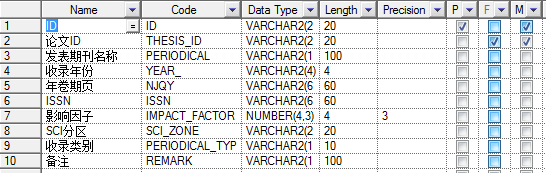 Name Code Data Type Length Precision P F M
1 ID = ID VARCHAR2(2 20
2 论文ID THESIS_ID VARCHAR2(2 20
3 发表期刊名称 PERIODICAL VARCHAR2(1 100
4 收录年份 YEAR_ VARCHAR2(4) 4
5 年卷期页 NJQY VARCHAR2(6 60
6 ISSN ISSN VARCHAR2(6 60
7 影响因子 IMPACT_FACTOR NUMBER(4,3) 4 3
8 SCI分区 SCI_ZONE VARCHAR2(2 20
9 收录类别 PERIODICAL_TYP VARCHAR2(1 10
10 备注 REMARK VARCHAR2(1 100